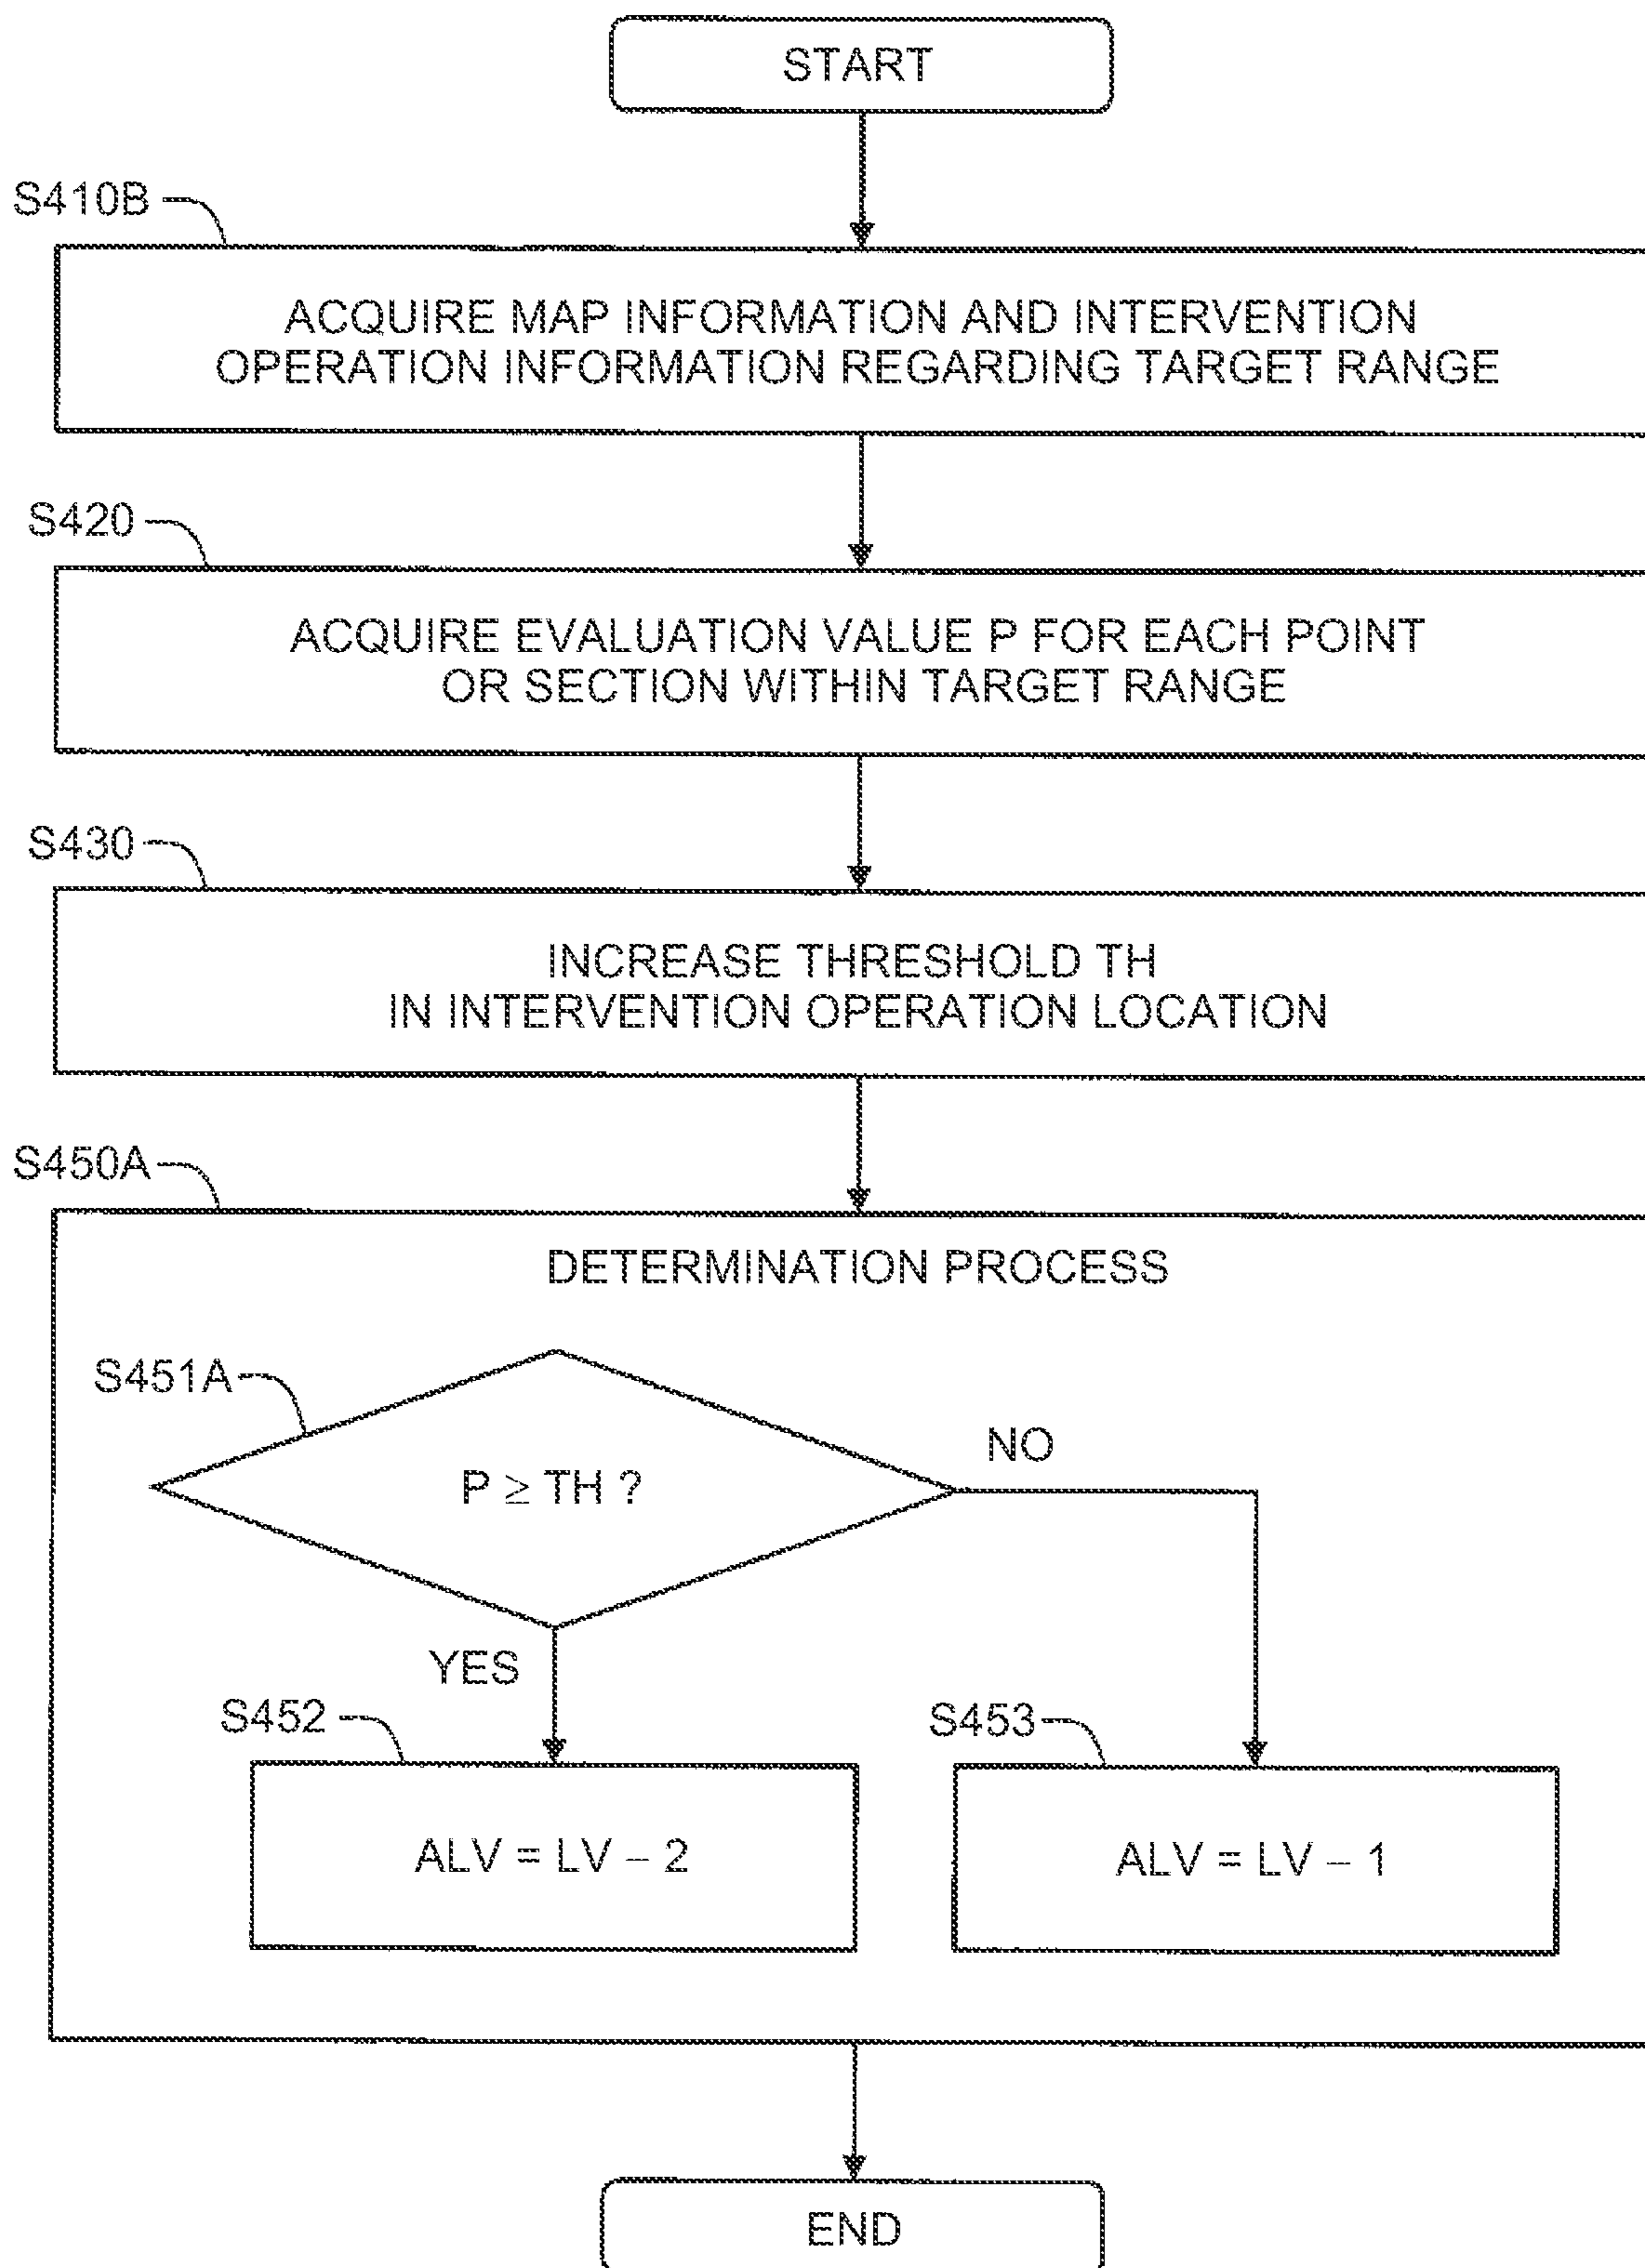 START
S410B
ACQUIRE MAP INFORMATION AND INTERVENTION
OPERATION INFORMATION REGARDING TARGET RANGE
S420
ACQUIRE EVALUATION VALUE P FOR EACH POINT
OR SECTION WITHIN TARGET RANGE
S430
INCREASE THRESHOLD TH
IN INTERVENTION OPERATION LOCATION
S450A
DETERMINATION PROCESS
S451A
P ≥ TH ?
NO
YES
S452
ALV = LV – 2
S453
ALV = LV – 1
END